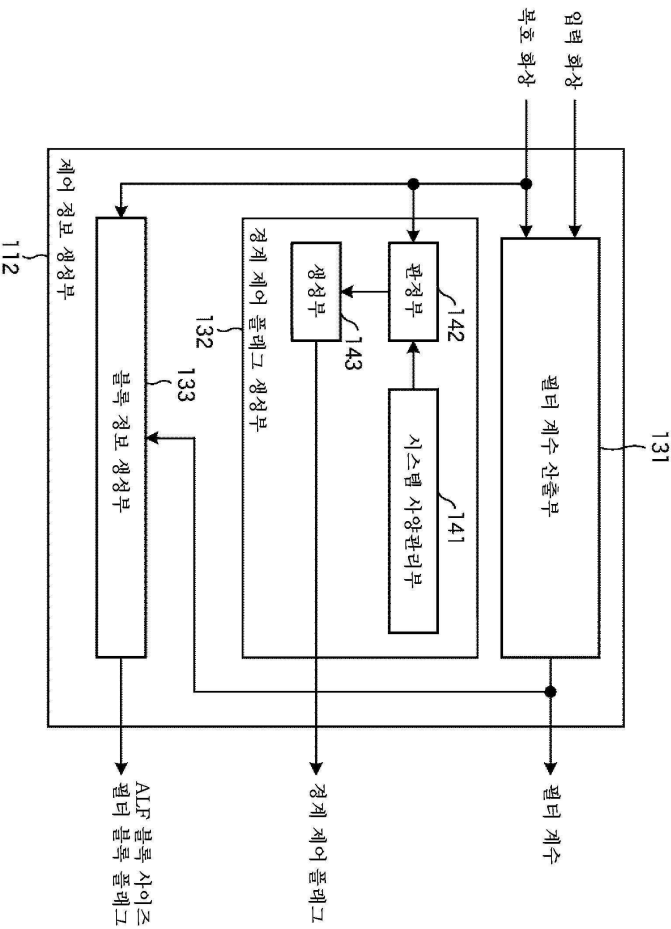 입력 화상
복호 화상
131
필터 계수 산출부
필터 계수
142
판정부
141
시스템 사양관리부
생성부
143
경계 제어 플래그 생성부
132
경계 제어 플래그
133
블록 정보 생성부
ALF 블록 사이즈
필터 블록 플래그
제어 정보 생성부
112